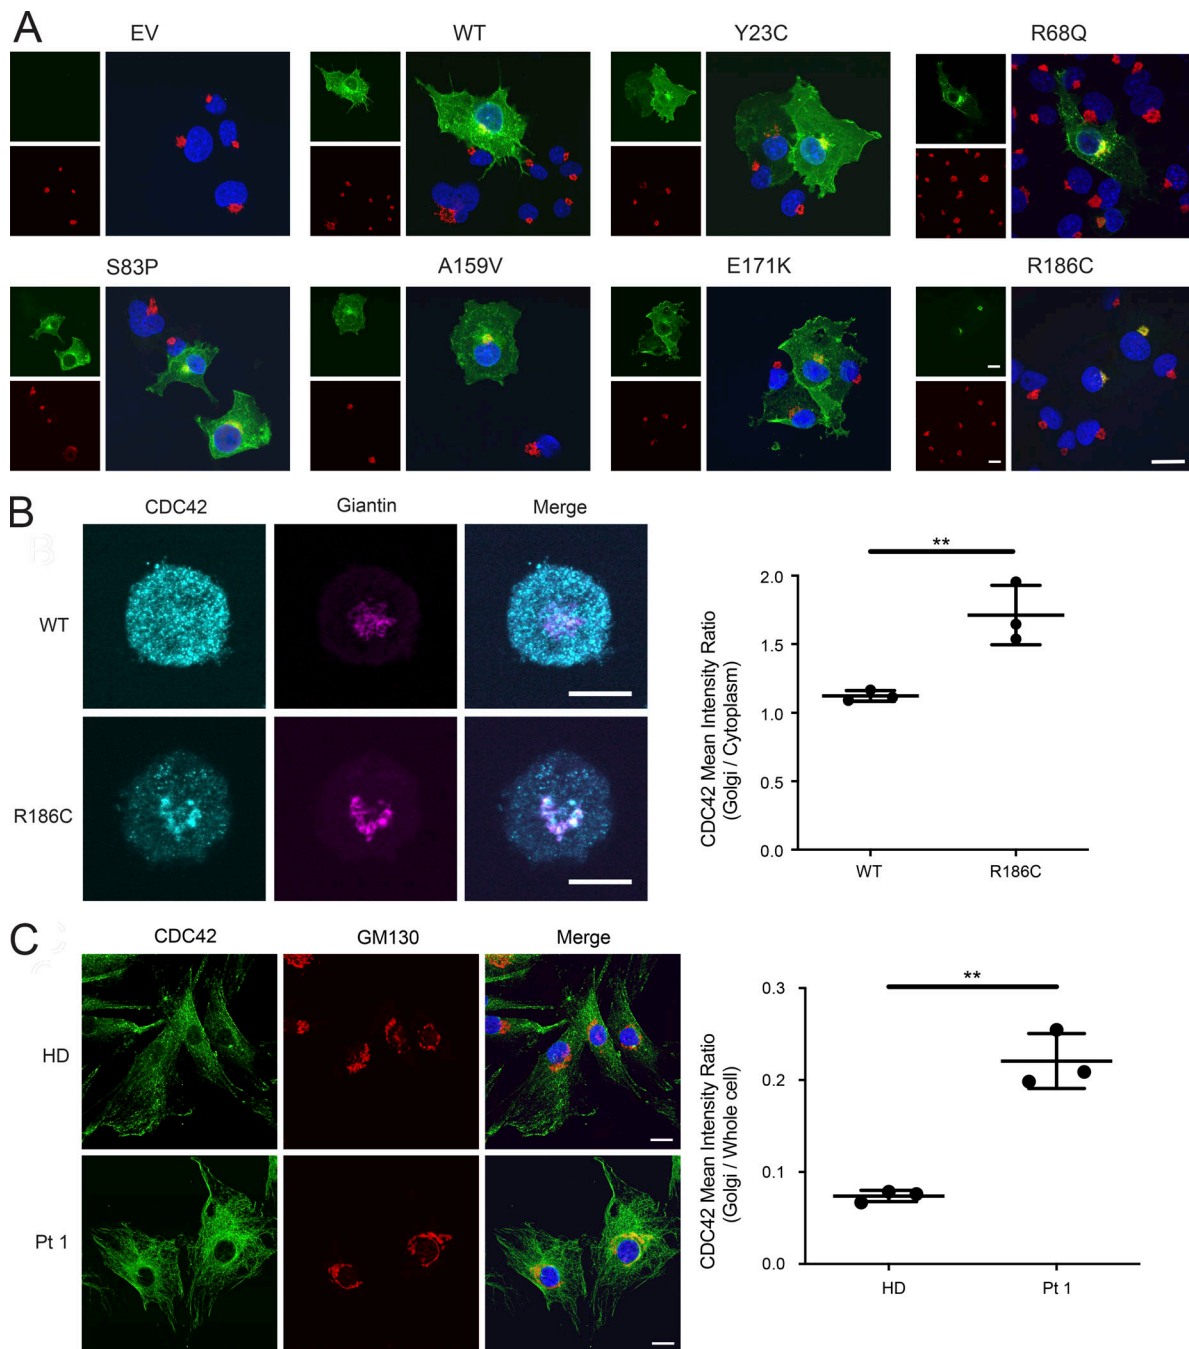 A
EV
WT
Y23C
R68Q
S83P
A159V
E171K
R186C
B
CDC42
Giantin
Merge
WT
R186C
**
CDC42 Mean Intensity Ratio
(Golgi / Cytoplasm)
2.0
1.5
1.0
0.5
0.0
WT
R186C
C
CDC42
GM130
Merge
HD
Pt 1
**
CDC42 Mean Intensity Ratio
(Golgi / Whole cell)
0.3
0.2
0.1
0.0
HD
Pt 1